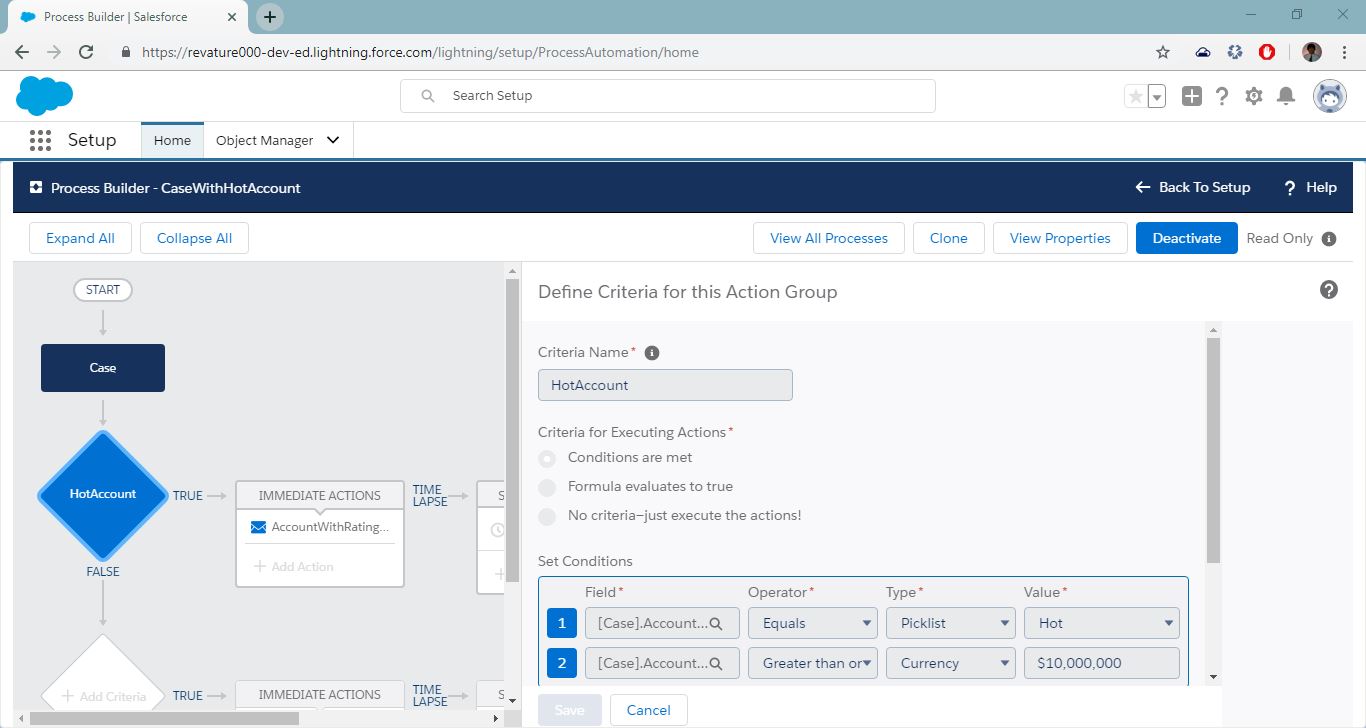 Process Builder | Salesforce
https://revature000-dev-ed.lightning.force.com/lightning/setup/ProcessAutomation/home
Search Setup
Setup
Home
Object Manager
Process Builder - CaseWithHotAccount
Back To Setup
? Help
Expand All
Collapse All
View All Processes
Clone
View Properties
Deactivate
Read Only
START
Case
HotAccount
TRUE
IMMEDIATE ACTIONS
AccountWithRating...
+ Add Action
TIME
LAPSE
S
FALSE
+ Add Criteria
TRUE
IMMEDIATE ACTIONS
TIME
LAPSE
S
Define Criteria for this Action Group
Criteria Name*
HotAccount
Criteria for Executing Actions*
Conditions are met
Formula evaluates to true
No criteria—just execute the actions!
Set Conditions
Field* Operator* Type* Value*
1 [Case].Account... Equals Picklist Hot
2 [Case].Account... Greater than or Currency $10,000,000
Save
Cancel